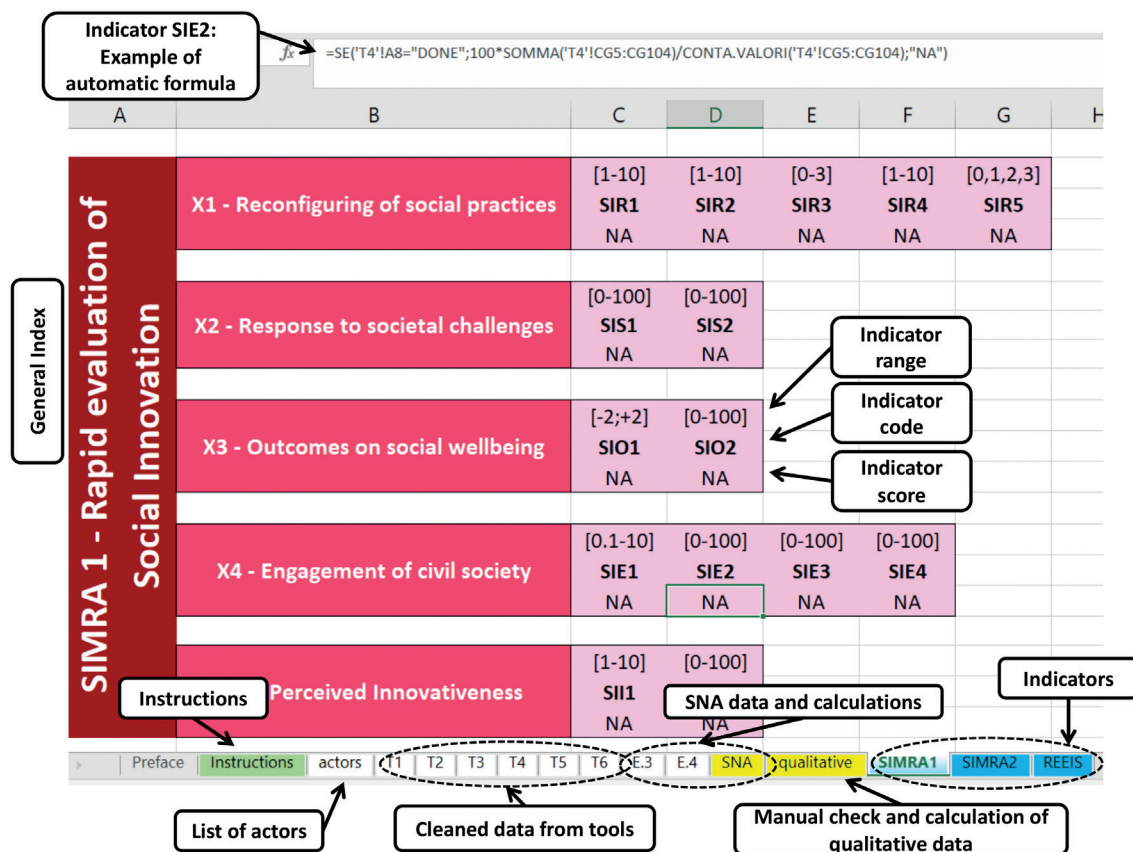 Indicator SIE2:
Example of
automatic formula
fx
=SE('T4'!A8="DONE";100*SOMMA('T4'!CG5:CG104)/CONTA.VALORI('T4'!CG5:CG104);"NA")
A B C D E F G H
General Index
SIMRA 1 - Rapid evaluation of
Social Innovation
X1 - Reconfiguring of social practices
[1-10] [1-10] [0-3] [1-10] [0,1,2,3]
SIR1 SIR2 SIR3 SIR4 SIR5
NA NA NA NA NA
X2 - Response to societal challenges
[0-100] [0-100]
SIS1 SIS2
NA NA
X3 - Outcomes on social wellbeing
[-2;+2] [0-100]
SIO1 SIO2
NA NA
Indicator
range
Indicator
code
Indicator
score
X4 - Engagement of civil society
[0.1-10] [0-100] [0-100] [0-100]
SIE1 SIE2 SIE3 SIE4
NA NA NA NA
Perceived Innovativeness
[1-10] [0-100]
SII1
NA NA
Instructions
SNA data and calculations
Indicators
Preface Instructions actors T1 T2 T3 T4 T5 T6 E.3 E.4 SNA qualitative SIMRA1 SIMRA2 REEIS
List of actors
Cleaned data from tools
Manual check and calculation of
qualitative data